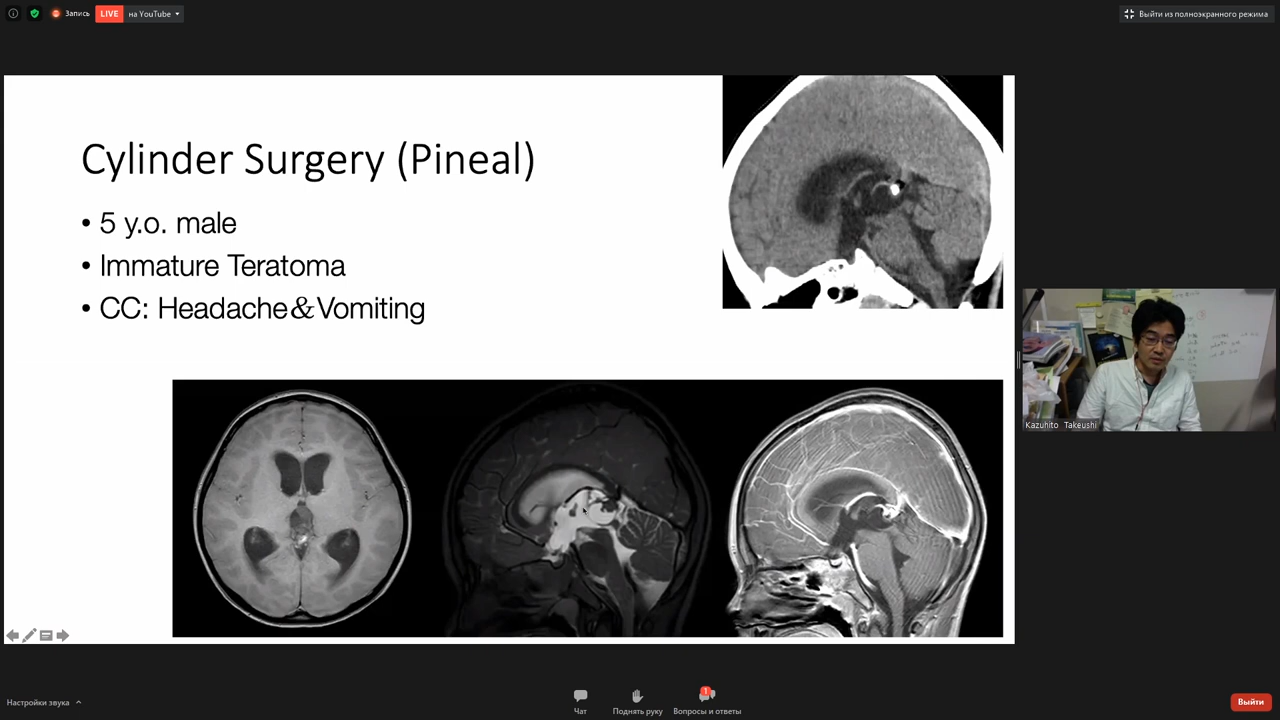 Запись
LIVE
на YouTube
Выйти из полноэкранного режима
Cylinder Surgery (Pineal)
• 5 y.o. male
• Immature Teratoma
• CC: Headache&Vomiting
Kazuhito Takeushi
Настройки звука
Чат
Поднять руку
1
Вопросы и ответы
Выйти